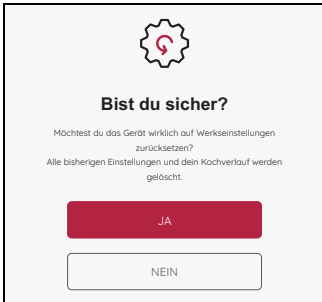 Bist du sicher?
Möchtest du das Gerät wirklich auf Werkseinstellungen
zurücksetzen?
Alle bisherigen Einstellungen und dein Kochverlauf werden
gelöscht.
JA
NEIN